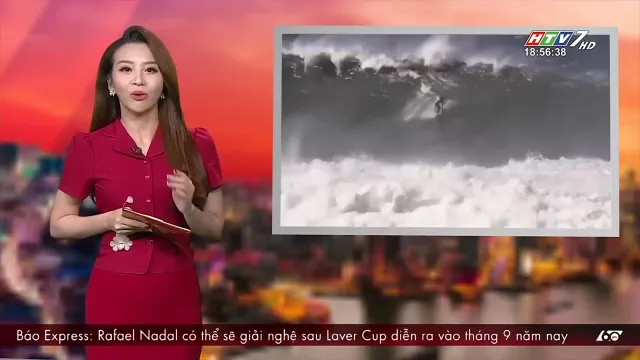 HTV7 HD
18:56:38
Báo Express: Rafael Nadal có thể sẽ giải nghệ sau Laver Cup diễn ra vào tháng 9 năm nay
60